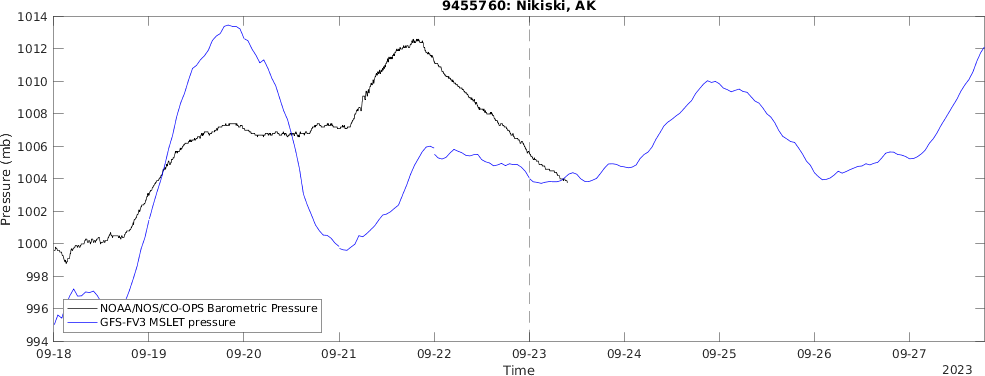 9455760: Nikiski, AK
Pressure (mb)
1014
1012
1010
1008
1006
1004
1002
1000
998
996
994
NOAA/NOS/CO-OPS Barometric Pressure
GFS-FV3 MSLET pressure
09-18 09-19 09-20 09-21 09-22 09-23 09-24 09-25 09-26 09-27
Time
2023